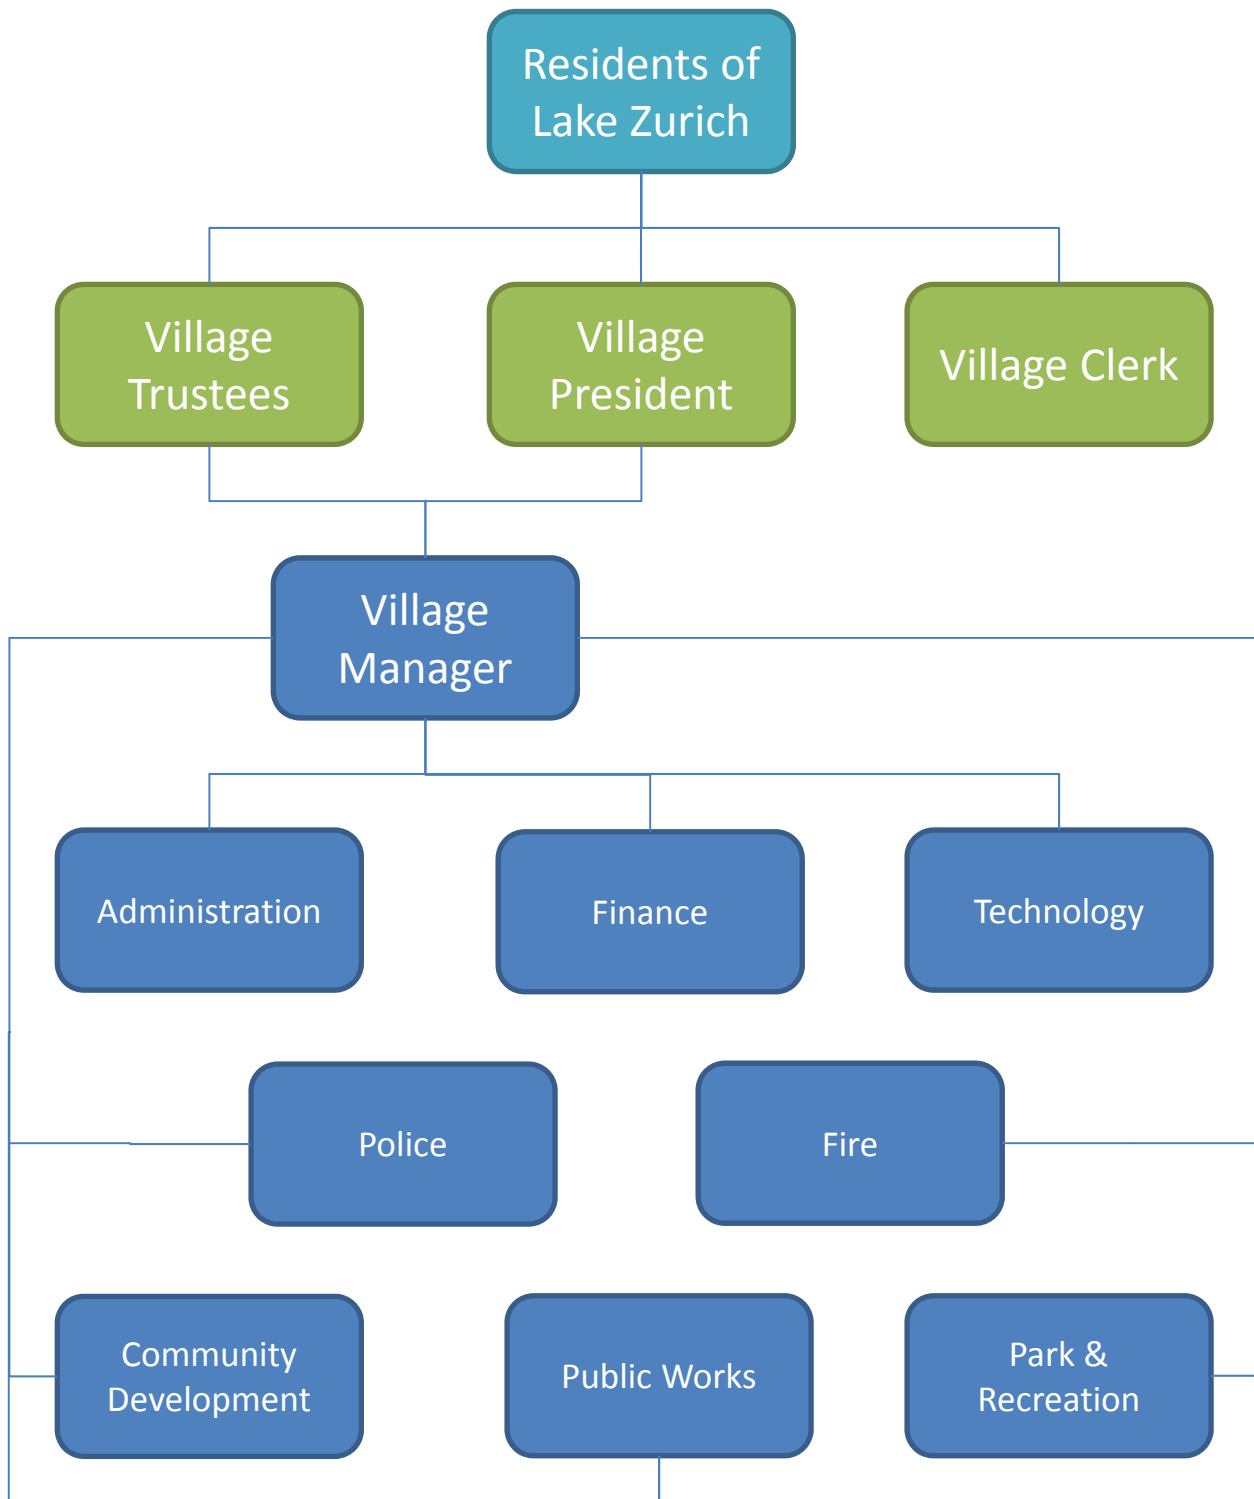 Residents of
Lake Zurich
Village
Trustees
Village
President
Village Clerk
Village
Manager
Administration
Finance
Technology
Police
Fire
Community
Development
Public Works
Park &
Recreation